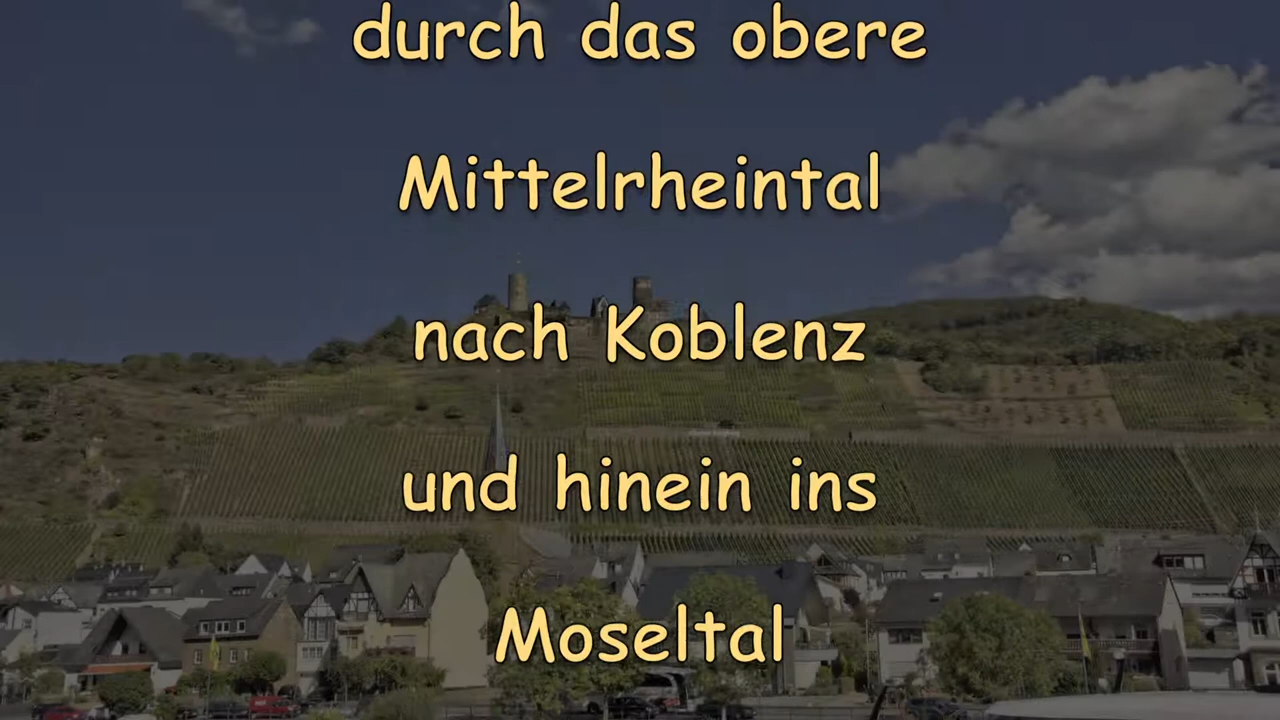 durch das obere
Mittelrheintal
nach Koblenz
und hinein ins
Moseltal